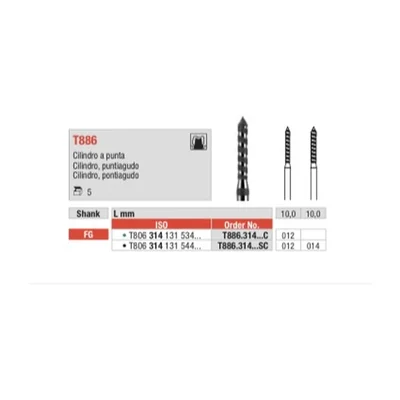 T886
Cilindro a punta
Cilindro, puntiagudo
Cilindro, pontiagudo
5
Shank L mm 10,0 10,0
ISO Order No.
FG • T806 314 131 534... T886.314...C 012
• T806 314 131 544... T886.314...SC 012 014